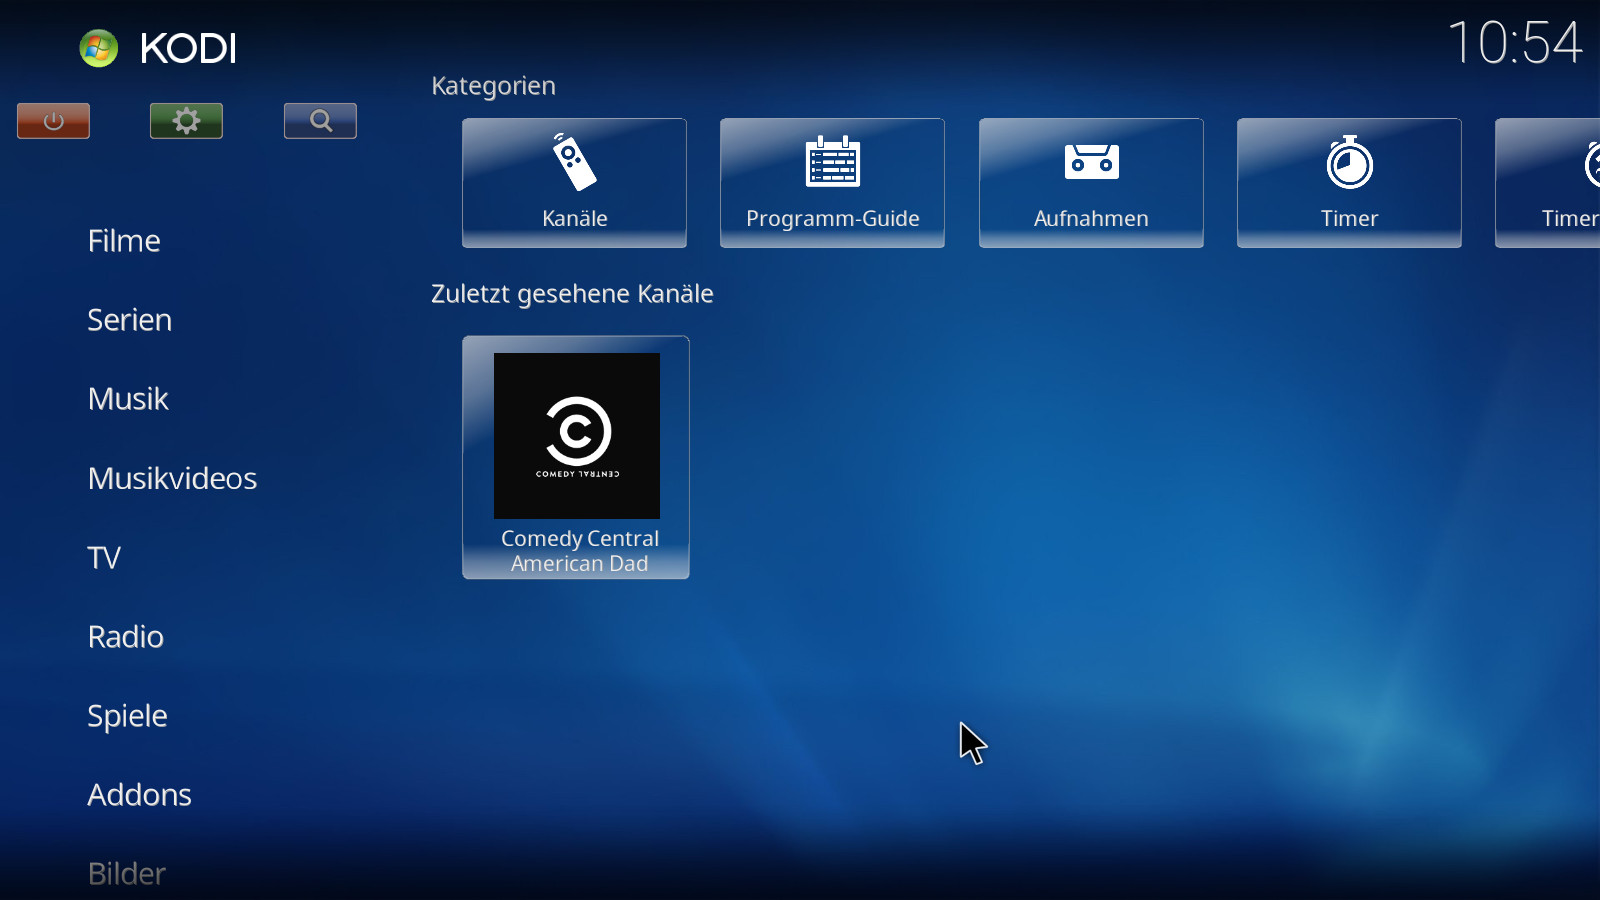 KODI
10:54
Kategorien
Kanäle
Programm-Guide
Aufnahmen
Timer
Timer
Filme
Serien
Musik
Musikvideos
TV
Radio
Spiele
Addons
Bilder
Zuletzt gesehene Kanäle
COMEDY CENTRAL
Comedy Central
American Dad